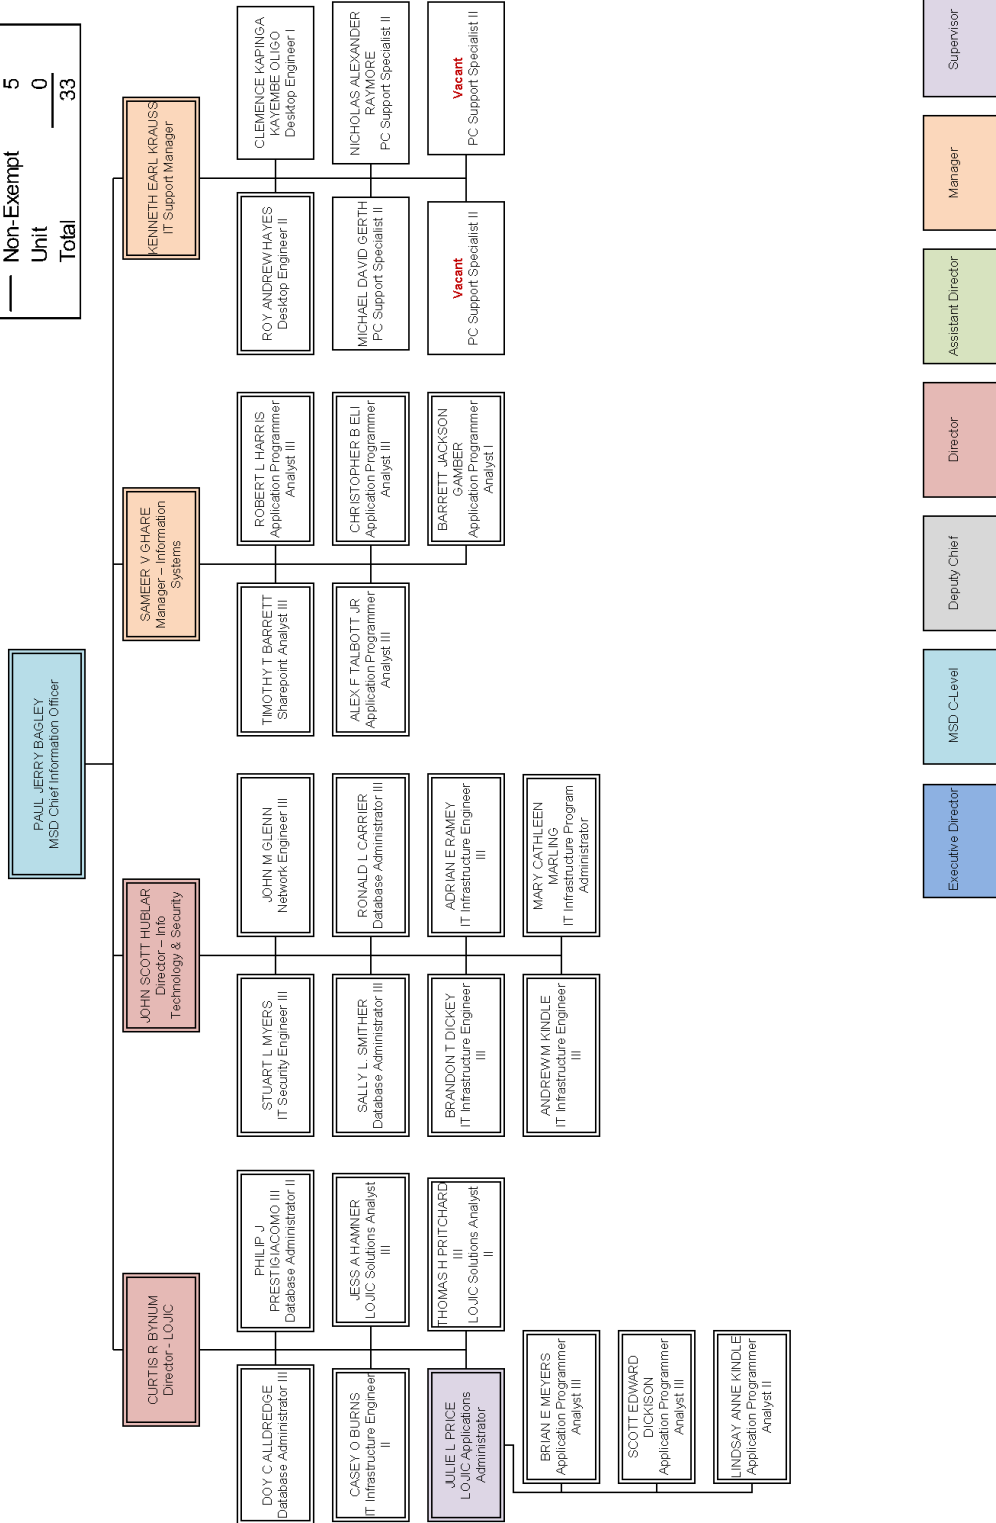 Non-Exempt 5
Unit 0
Total 33
PAUL JERRY BAGLEY
MSD Chief Information Officer
CURTIS R BYNUM
Director - LOJIC
JOHN SCOTT HUBLAR
Director – Info
Technology & Security
SAMEER V GHARE
Manager – Information
Systems
KENNETH EARL KRAUSS
IT Support Manager
DOY C ALLDREDGE
Database Administrator III
PHILIP J
PRESTIGIACOMO III
Database Administrator II
CASEY O BURNS
IT Infrastructure Engineer
II
JESS A HAMNER
LOJIC Solutions Analyst
III
JULIE L PRICE
LOJIC Applications
Administrator
THOMAS H PRITCHARD
III
LOJIC Solutions Analyst
II
BRIAN E MEYERS
Application Programmer
Analyst III
SCOTT EDWARD
DICKISON
Application Programmer
Analyst III
LINDSAY ANNE KINDLE
Application Programmer
Analyst II
STUART L MYERS
IT Security Engineer III
JOHN M GLENN
Network Engineer III
SALLY L. SMITHER
Database Administrator III
RONALD L CARRIER
Database Administrator III
BRANDON T DICKEY
IT Infrastructure Engineer
III
ADRIAN E RAMEY
IT Infrastructure Engineer
III
ANDREW M KINDLE
IT Infrastructure Engineer
III
MARY CATHLEEN
MARLING
IT Infrastructure Program
Administrator
TIMOTHY T BARRETT
Sharepoint Analyst III
ROBERT L HARRIS
Application Programmer
Analyst III
ALEX F TALBOTT JR
Application Programmer
Analyst III
CHRISTOPHER B ELI
Application Programmer
Analyst III
BARRETT JACKSON
GAMBER
Application Programmer
Analyst I
ROY ANDREW HAYES
Desktop Engineer II
CLEMENCE KAPINGA
KAYEMBE OLIGO
Desktop Engineer I
MICHAEL DAVID GERTH
PC Support Specialist II
NICHOLAS ALEXANDER
RAYMORE
PC Support Specialist II
Vacant
PC Support Specialist II
Vacant
PC Support Specialist II
Executive Director
MSD C-Level
Deputy Chief
Director
Assistant Director
Manager
Supervisor